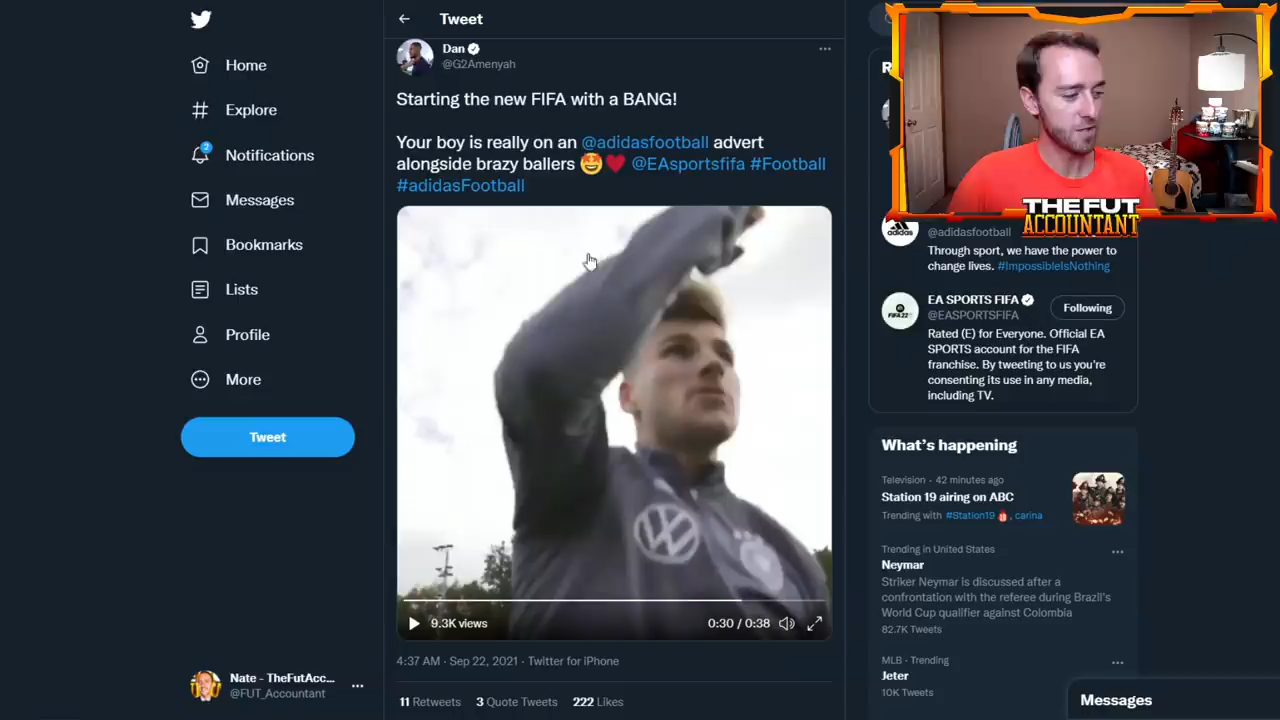 Home
Explore
2
Notifications
Messages
Bookmarks
Lists
Profile
More
Tweet
Nate - TheFutAcc...
@FUT_Accountant
Tweet
Dan
@G2Amenyah
Starting the new FIFA with a BANG!
Your boy is really on an @adidasfootball advert
alongside brazy ballers 🤩♥️ @EAsportsfifa #Football
#adidasFootball
9.3K views
0:30 / 0:38
4:37 AM · Sep 22, 2021 · Twitter for iPhone
11 Retweets 3 Quote Tweets 222 Likes
THE FUT
ACCOUNTANT
adidas
@adidasfootball
Through sport, we have the power to
change lives. #ImpossibleIsNothing
EA SPORTS FIFA
@EASPORTSFIFA
Following
FIFA 22
Rated (E) for Everyone. Official EA
SPORTS account for the FIFA
franchise. By tweeting to us you're
consenting its use in any media,
including TV.
What's happening
Television · 42 minutes ago
Station 19 airing on ABC
Trending with #Station19, carina
Trending in United States
Neymar
Striker Neymar is discussed after a
confrontation with the referee during Brazil's
World Cup qualifier against Colombia
82.7K Tweets
MLB · Trending
Jeter
10K Tweets
Messages